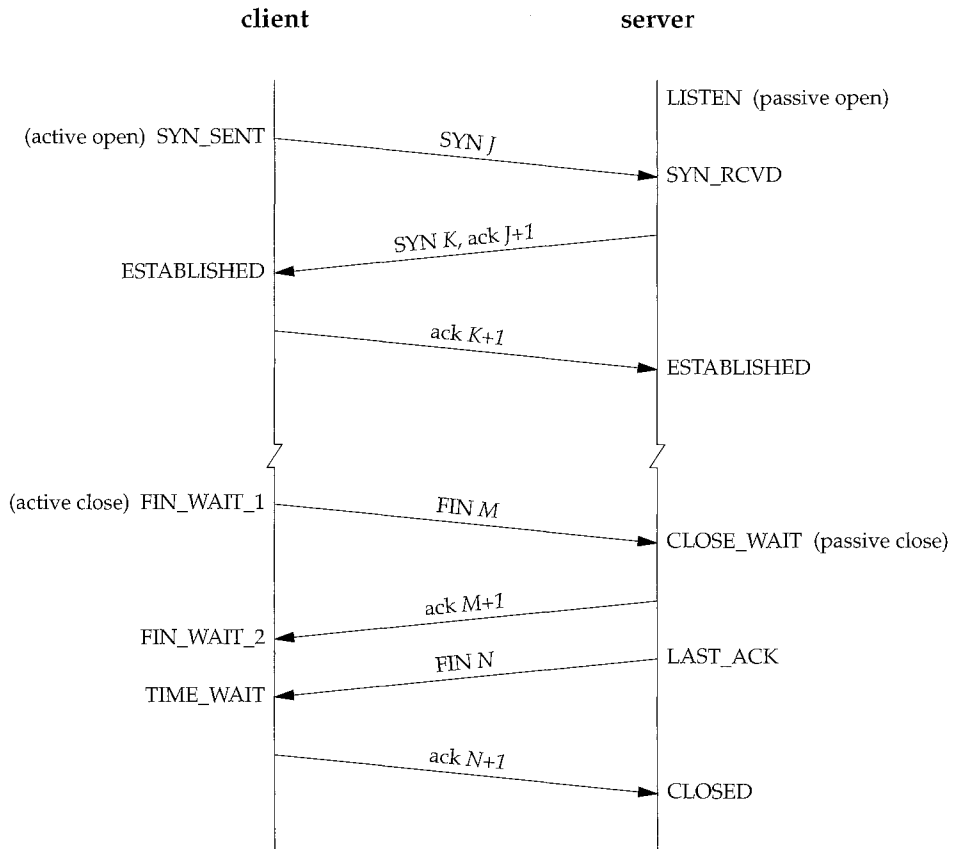 client
server
LISTEN (passive open)
(active open) SYN_SENT
SYN J
SYN_RCVD
SYN K, ack J+1
ESTABLISHED
ack K+1
ESTABLISHED
(active close) FIN_WAIT_1
FIN M
CLOSE_WAIT (passive close)
ack M+1
FIN_WAIT_2
FIN N
LAST_ACK
TIME_WAIT
ack N+1
CLOSED